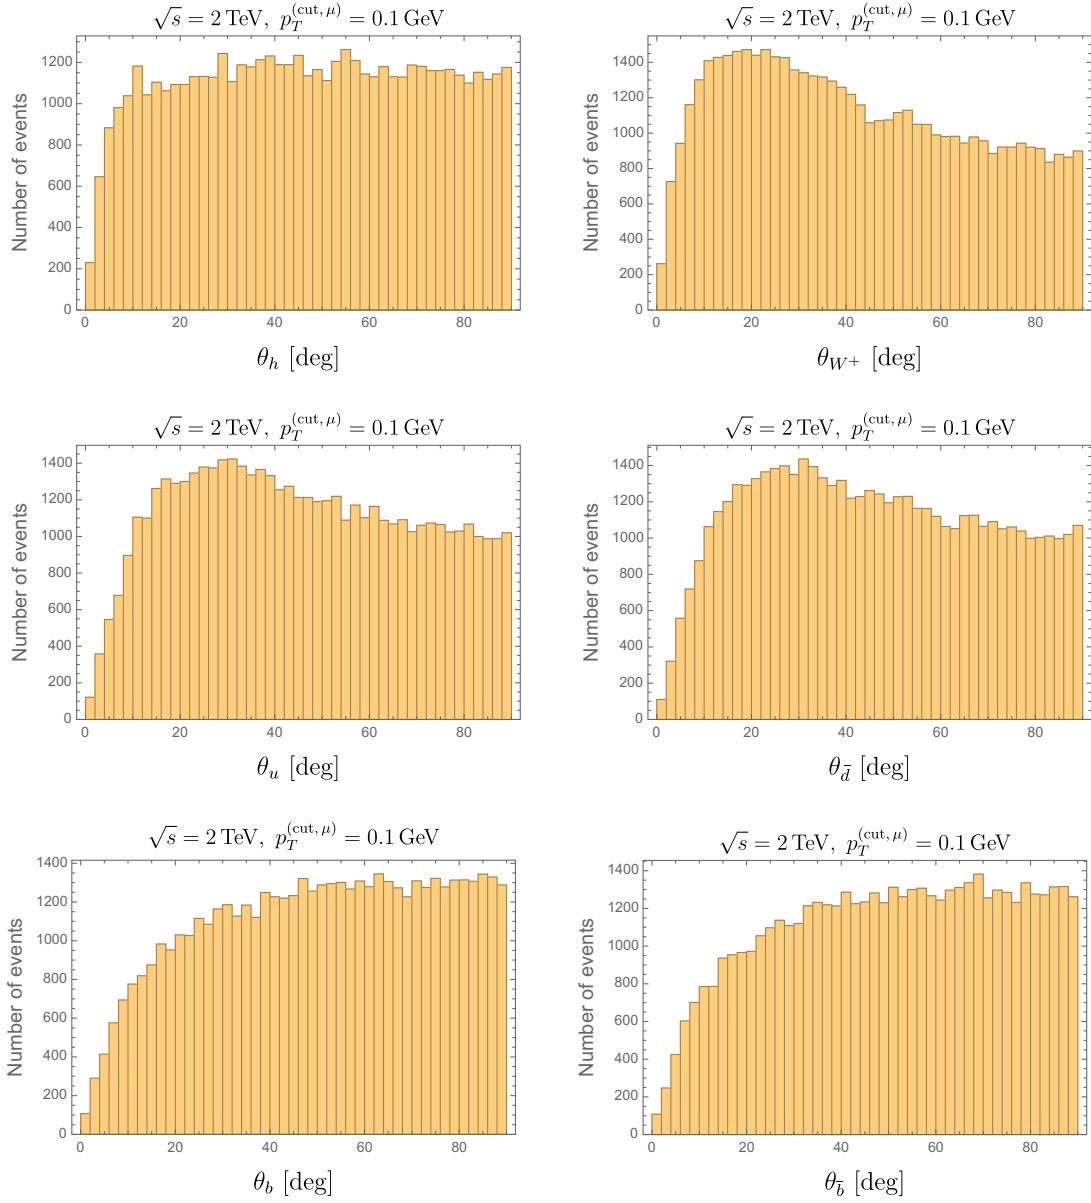 √s = 2 TeV, p_T^(cut, μ) = 0.1 GeV
Number of events
0
200
400
600
800
1000
1200
0 20 40 60 80
θ_h [deg]
√s = 2 TeV, p_T^(cut, μ) = 0.1 GeV
Number of events
0
200
400
600
800
1000
1200
1400
0 20 40 60 80
θ_W⁺ [deg]
√s = 2 TeV, p_T^(cut, μ) = 0.1 GeV
Number of events
0
200
400
600
800
1000
1200
1400
0 20 40 60 80
θ_u [deg]
√s = 2 TeV, p_T^(cut, μ) = 0.1 GeV
Number of events
0
200
400
600
800
1000
1200
1400
0 20 40 60 80
θ_d̄ [deg]
√s = 2 TeV, p_T^(cut, μ) = 0.1 GeV
Number of events
0
200
400
600
800
1000
1200
1400
0 20 40 60 80
θ_b [deg]
√s = 2 TeV, p_T^(cut, μ) = 0.1 GeV
Number of events
0
200
400
600
800
1000
1200
1400
0 20 40 60 80
θ_b̄ [deg]